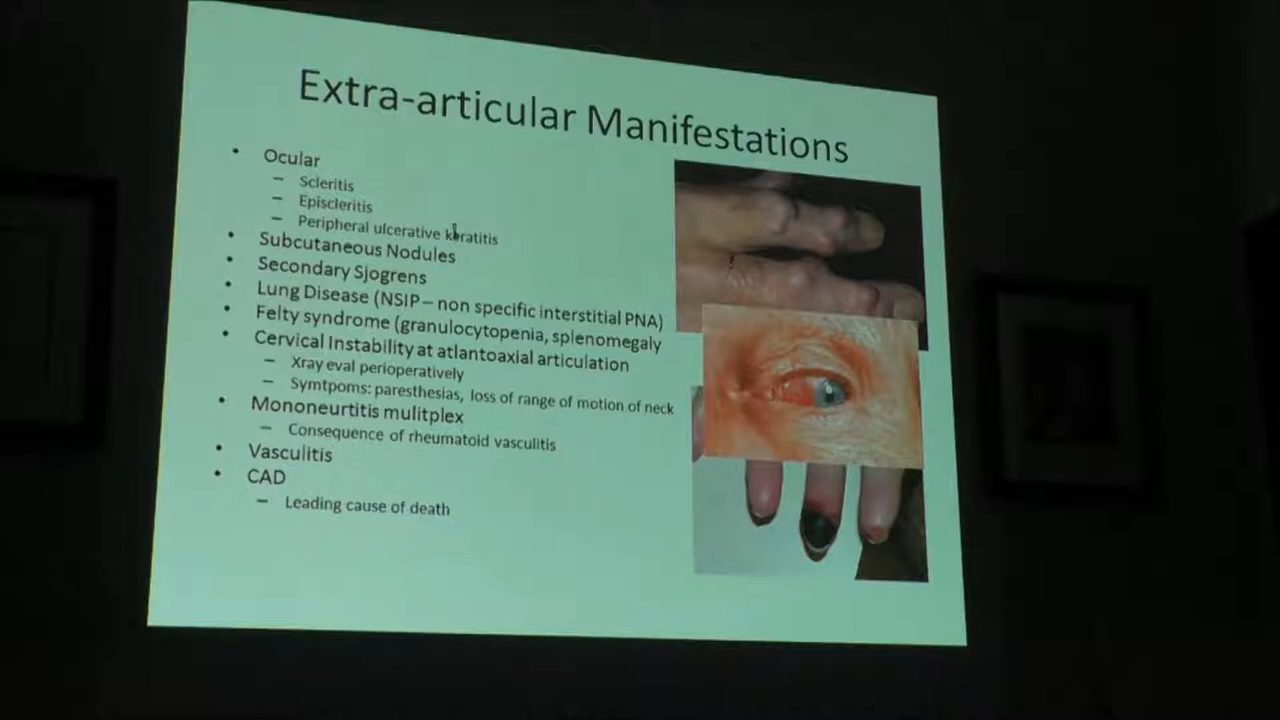 Extra-articular Manifestations
• Ocular
– Scleritis
– Episcleritis
– Peripheral ulcerative keratitis
• Subcutaneous Nodules
• Secondary Sjogrens
• Lung Disease (NSIP – non specific interstitial PNA)
• Felty syndrome (granulocytopenia, splenomegaly
• Cervical Instability at atlantoaxial articulation
– Xray eval perioperatively
– Symtpoms: paresthesias, loss of range of motion of neck
• Mononeurtitis mulitplex
– Consequence of rheumatoid vasculitis
• Vasculitis
• CAD
– Leading cause of death